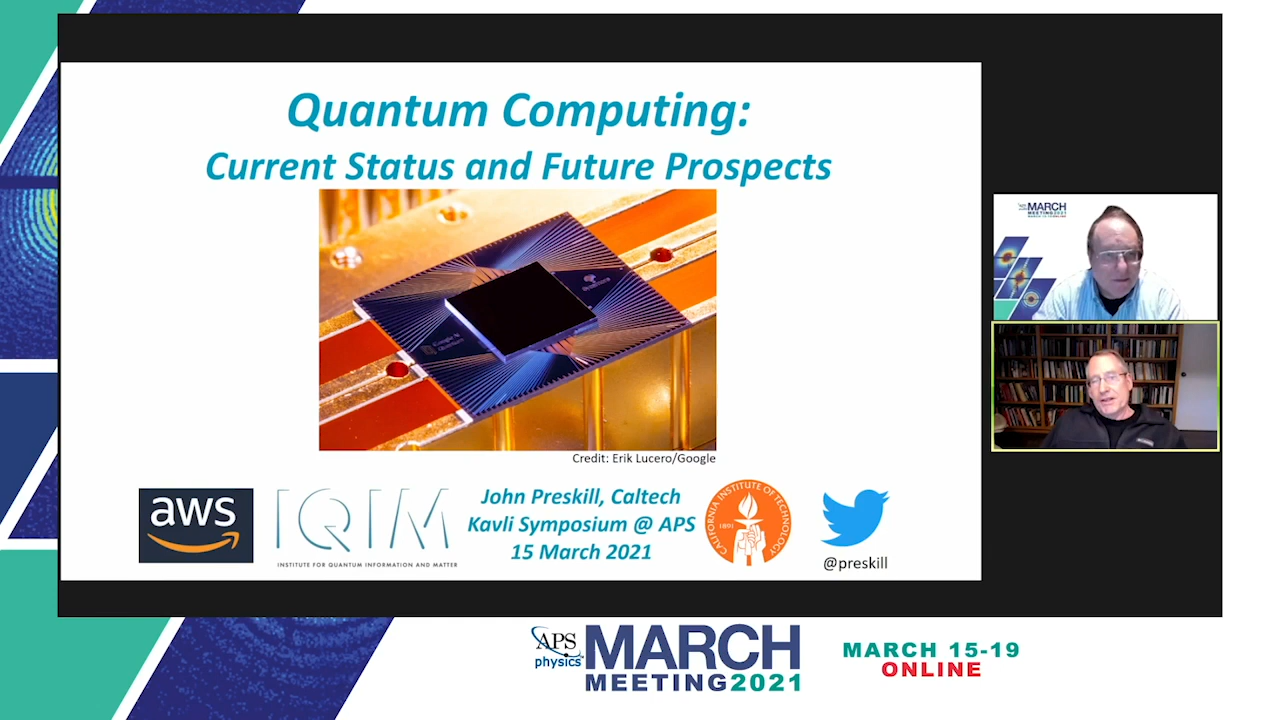 Quantum Computing:
Current Status and Future Prospects
Credit: Erik Lucero/Google
aws
IQIM
INSTITUTE FOR QUANTUM INFORMATION AND MATTER
John Preskill, Caltech
Kavli Symposium @ APS
15 March 2021
CALIFORNIA INSTITUTE OF TECHNOLOGY
1891
@preskill
MARCH
MEETING2021
APS
physics
MARCH
MEETING2021
MARCH 15-19
ONLINE